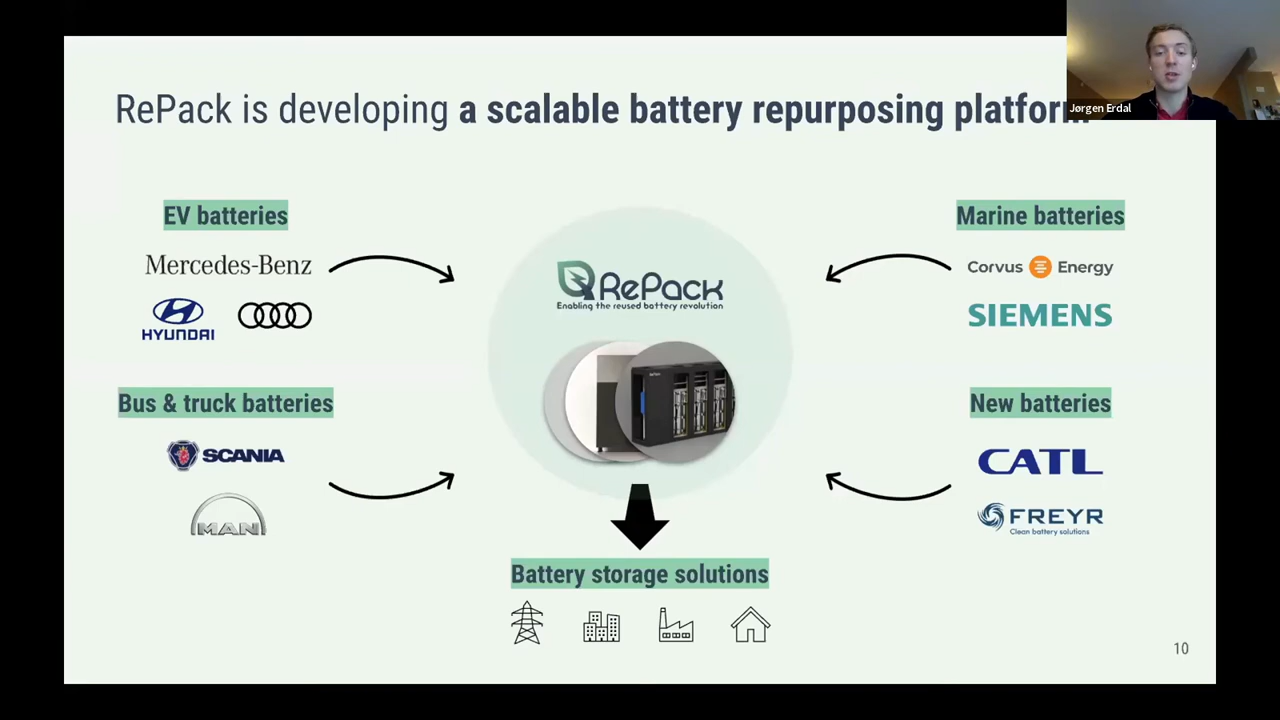 RePack is developing a scalable battery repurposing platform
Jørgen Erdal
EV batteries
Mercedes-Benz
HYUNDAI
Bus & truck batteries
SCANIA
MAN
RePack
Enabling the reused battery revolution
Marine batteries
Corvus Energy
SIEMENS
New batteries
CATL
FREYR
Clean battery solutions
Battery storage solutions
10